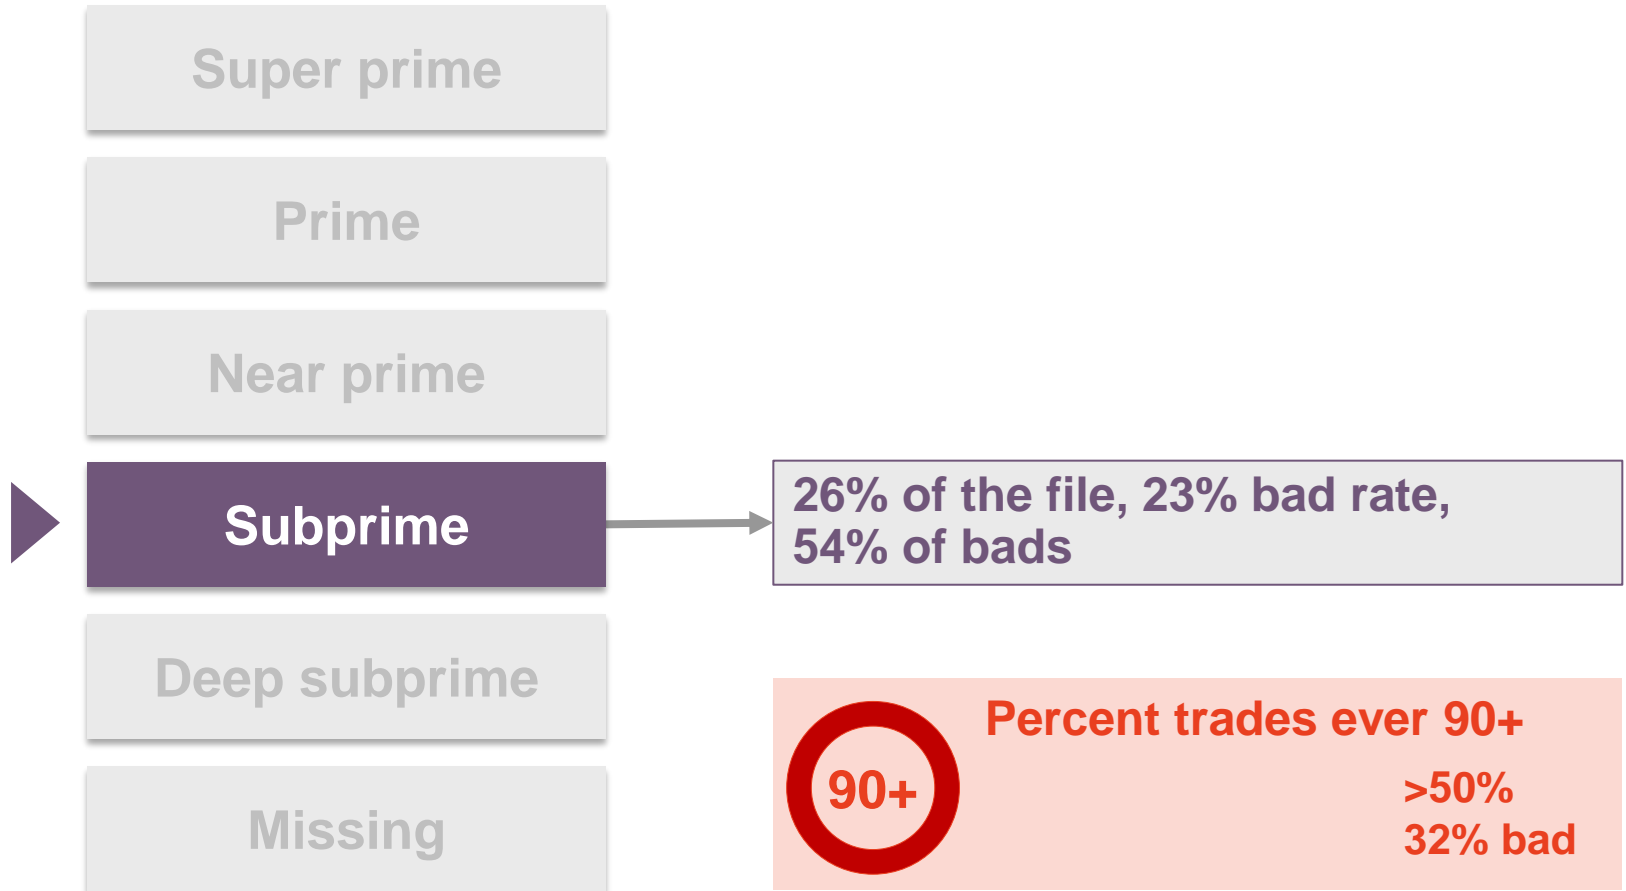 Super prime
Prime
Near prime
Subprime
26% of the file, 23% bad rate,
54% of bads
Deep subprime
Missing
Percent trades ever 90+
90+
>50%
32% bad